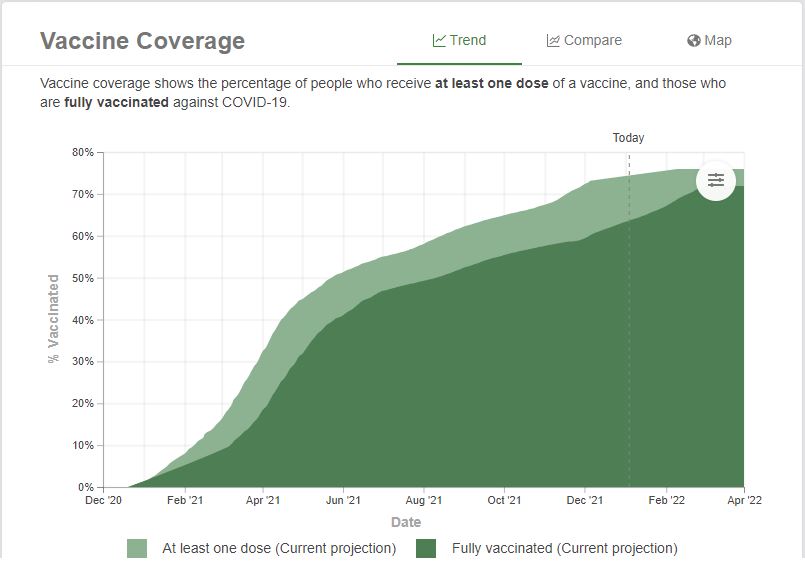 Vaccine Coverage
Trend
Compare
Map
Vaccine coverage shows the percentage of people who receive at least one dose of a vaccine, and those who
are fully vaccinated against COVID-19.
Today
80%
70%
60%
50%
40%
30%
20%
10%
0%
% Vaccinated
Dec '20
Feb '21
Apr '21
Jun '21
Aug '21
Oct '21
Dec '21
Feb '22
Apr '22
Date
At least one dose (Current projection)
Fully vaccinated (Current projection)